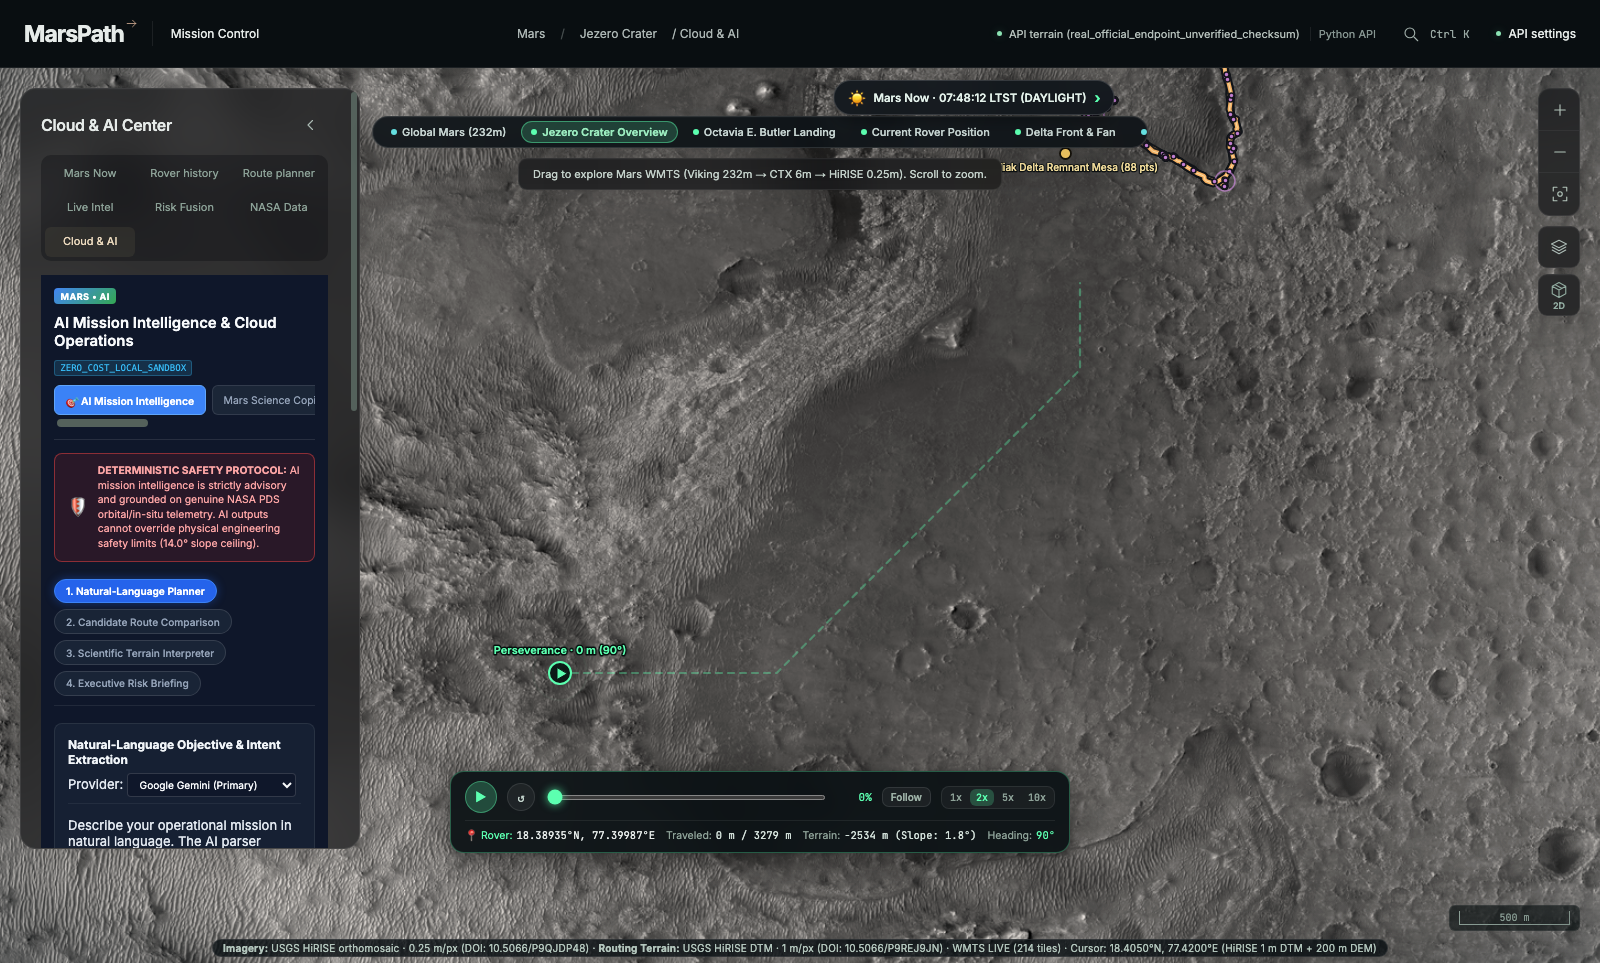 MarsPath →
Mission Control
Mars / Jezero Crater / Cloud & AI
API terrain (real_official_endpoint_unverified_checksum)
Python API
Ctrl K
API settings
Cloud & AI Center
Mars Now
Rover history
Route planner
Live Intel
Risk Fusion
NASA Data
Cloud & AI
MARS • AI
AI Mission Intelligence & Cloud
Operations
ZERO_COST_LOCAL_SANDBOX
AI Mission Intelligence
Mars Science Copi
DETERMINISTIC SAFETY PROTOCOL: AI
mission intelligence is strictly advisory
and grounded on genuine NASA PDS
orbital/in-situ telemetry. AI outputs
cannot override physical engineering
safety limits (14.0° slope ceiling).
1. Natural-Language Planner
2. Candidate Route Comparison
3. Scientific Terrain Interpreter
4. Executive Risk Briefing
Natural-Language Objective & Intent
Extraction
Provider: Google Gemini (Primary)
Describe your operational mission in
natural language. The AI parser
Mars Now · 07:48:12 LTST (DAYLIGHT) ›
Global Mars (232m)
Jezero Crater Overview
Octavia E. Butler Landing
Current Rover Position
Delta Front & Fan
Drag to explore Mars WMTS (Viking 232m → CTX 6m → HiRISE 0.25m). Scroll to zoom.
Delta Remnant Mesa (88 pts)
2D
Perseverance · 0 m (90°)
0%
Follow
1x
2x
5x
10x
Rover: 18.38935°N, 77.39987°E
Traveled: 0 m / 3279 m
Terrain: -2534 m (Slope: 1.8°)
Heading: 90°
500 m
Imagery: USGS HiRISE orthomosaic · 0.25 m/px (DOI: 10.5066/P9QJDP48) · Routing Terrain: USGS HiRISE DTM · 1 m/px (DOI: 10.5066/P9REJ9JN) · WMTS LIVE (214 tiles) · Cursor: 18.4050°N, 77.4200°E (HiRISE 1 m DTM + 200 m DEM)